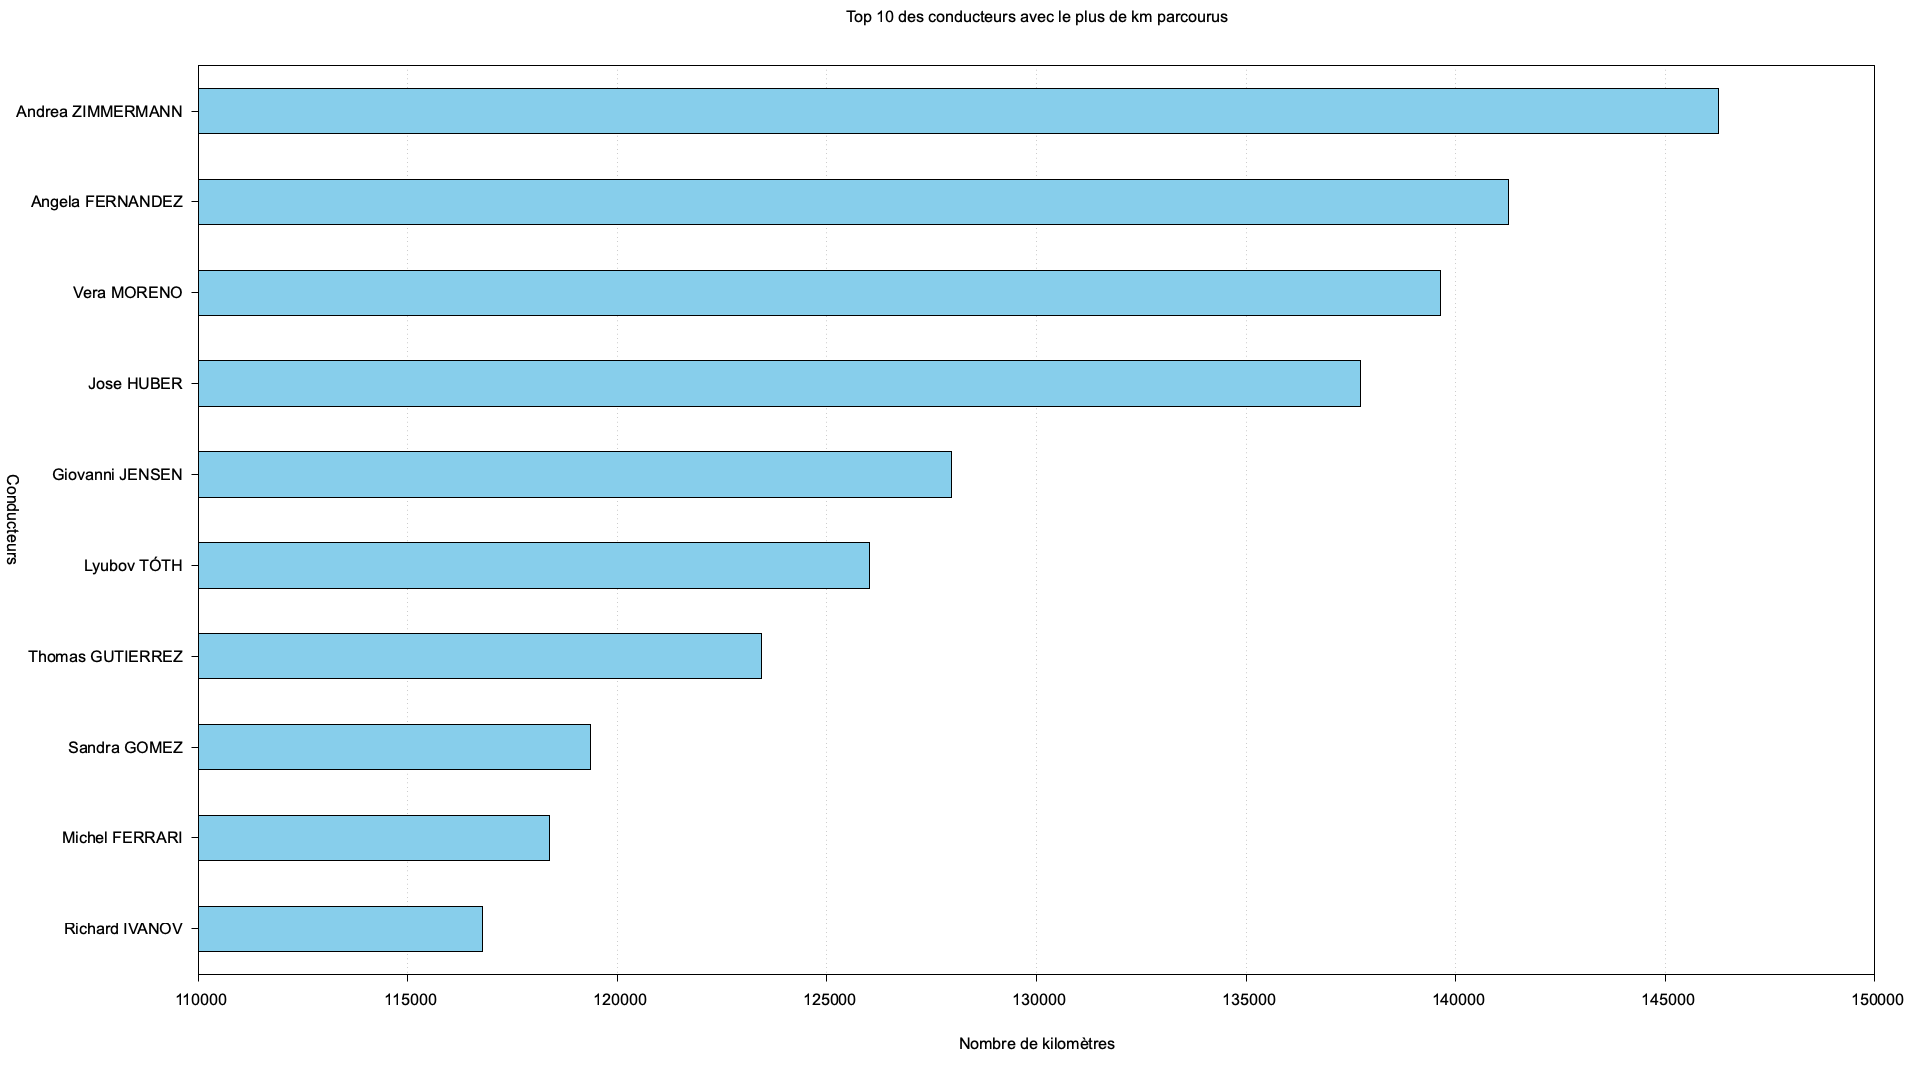 Top 10 des conducteurs avec le plus de km parcourus
Andrea ZIMMERMANN
Angela FERNANDEZ
Vera MORENO
Jose HUBER
Giovanni JENSEN
Lyubov TÓTH
Thomas GUTIERREZ
Sandra GOMEZ
Michel FERRARI
Richard IVANOV
Conducteurs
110000 115000 120000 125000 130000 135000 140000 145000 150000
Nombre de kilomètres